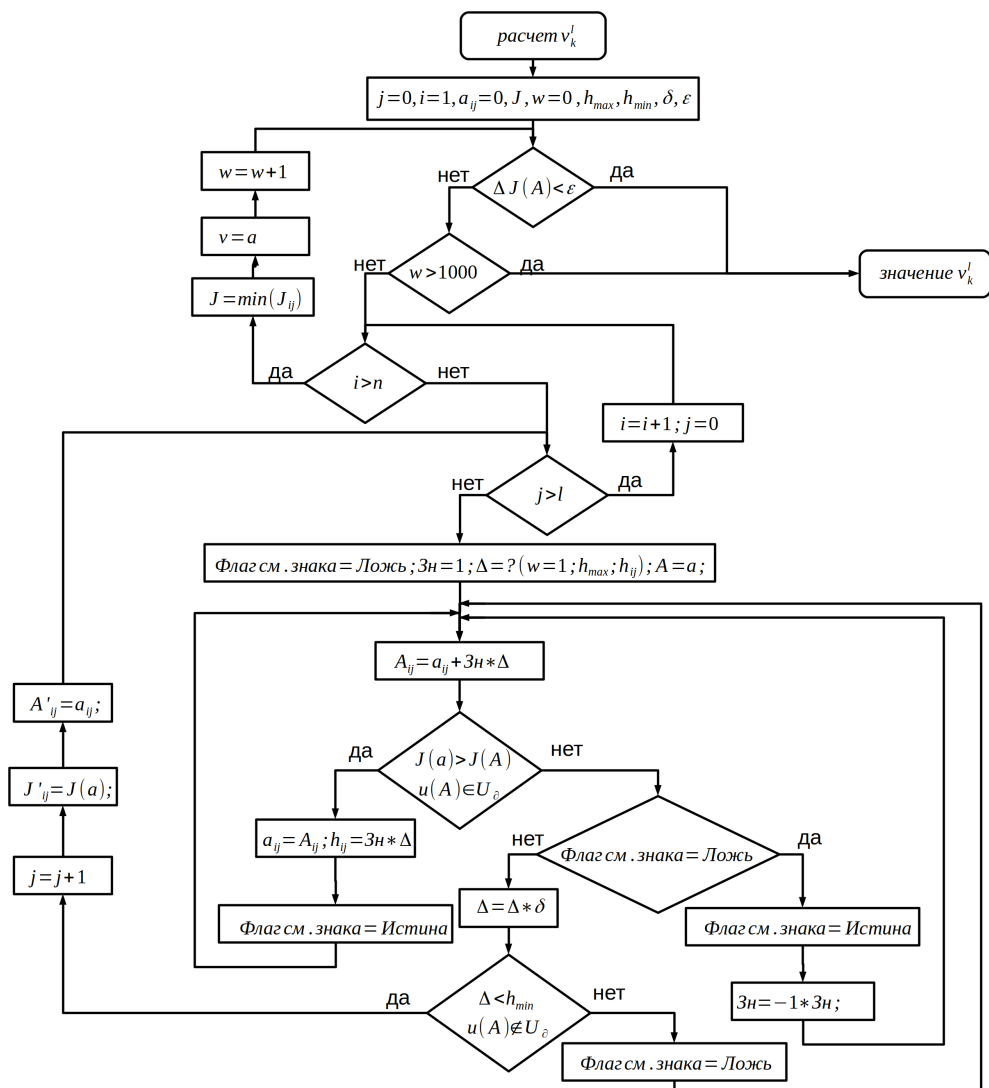 расчет v_k^l
j=0, i=1, a_ij=0, J, w=0, h_max, h_min, δ, ε
w=w+1
нет
да
Δ J(A)<ε
v=a
нет
w>1000
да
значение v_k^l
J=min(J_ij)
да
i>n
нет
i=i+1; j=0
нет
j>l
да
Флаг см. знака=Ложь; Зн=1; Δ=?(w=1; h_max; h_ij); A=a;
A_ij=a_ij+Зн*Δ
A'_ij=a_ij;
да
J(a)>J(A)
u(A)∈U_∂
нет
J'_ij=J(a);
a_ij=A_ij; h_ij=Зн*Δ
нет
Флаг см. знака=Ложь
да
j=j+1
Δ=Δ*δ
Флаг см. знака=Истина
Флаг см. знака=Истина
да
Δ<h_min
u(A)∉U_∂
нет
Зн=−1*Зн;
Флаг см. знака=Ложь